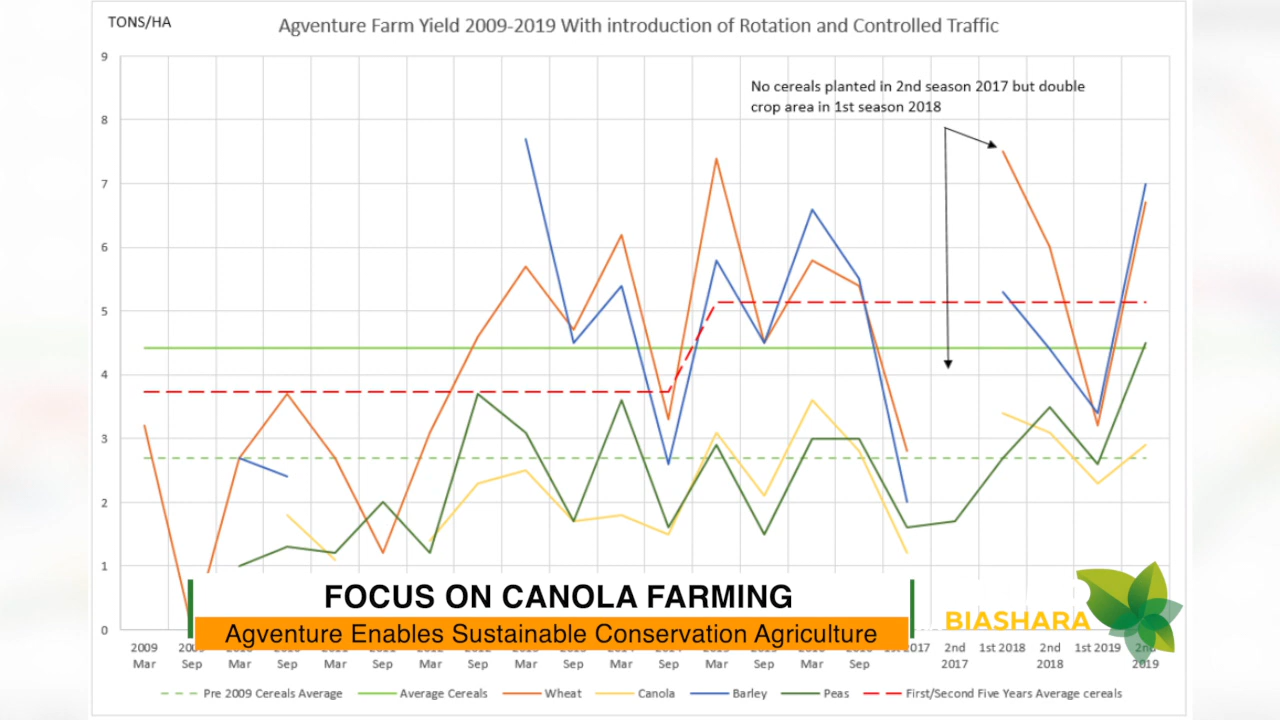 TONS/HA
Agventure Farm Yield 2009-2019 With introduction of Rotation and Controlled Traffic
9
No cereals planted in 2nd season 2017 but double
crop area in 1st season 2018
8
7
6
5
4
3
2
1
0
FOCUS ON CANOLA FARMING
Agventure Enables Sustainable Conservation Agriculture
BIASHARA
2009 2nd 1st 2018 2nd 1st 2019
Mar Sep Mar Sep Mar Sep Mar Sep Mar Sep Mar Sep Mar Sep Mar Sep 2017 2018 2019
Pre 2009 Cereals Average Average Cereals Wheat Canola Barley Peas First/Second Five Years Average cereals